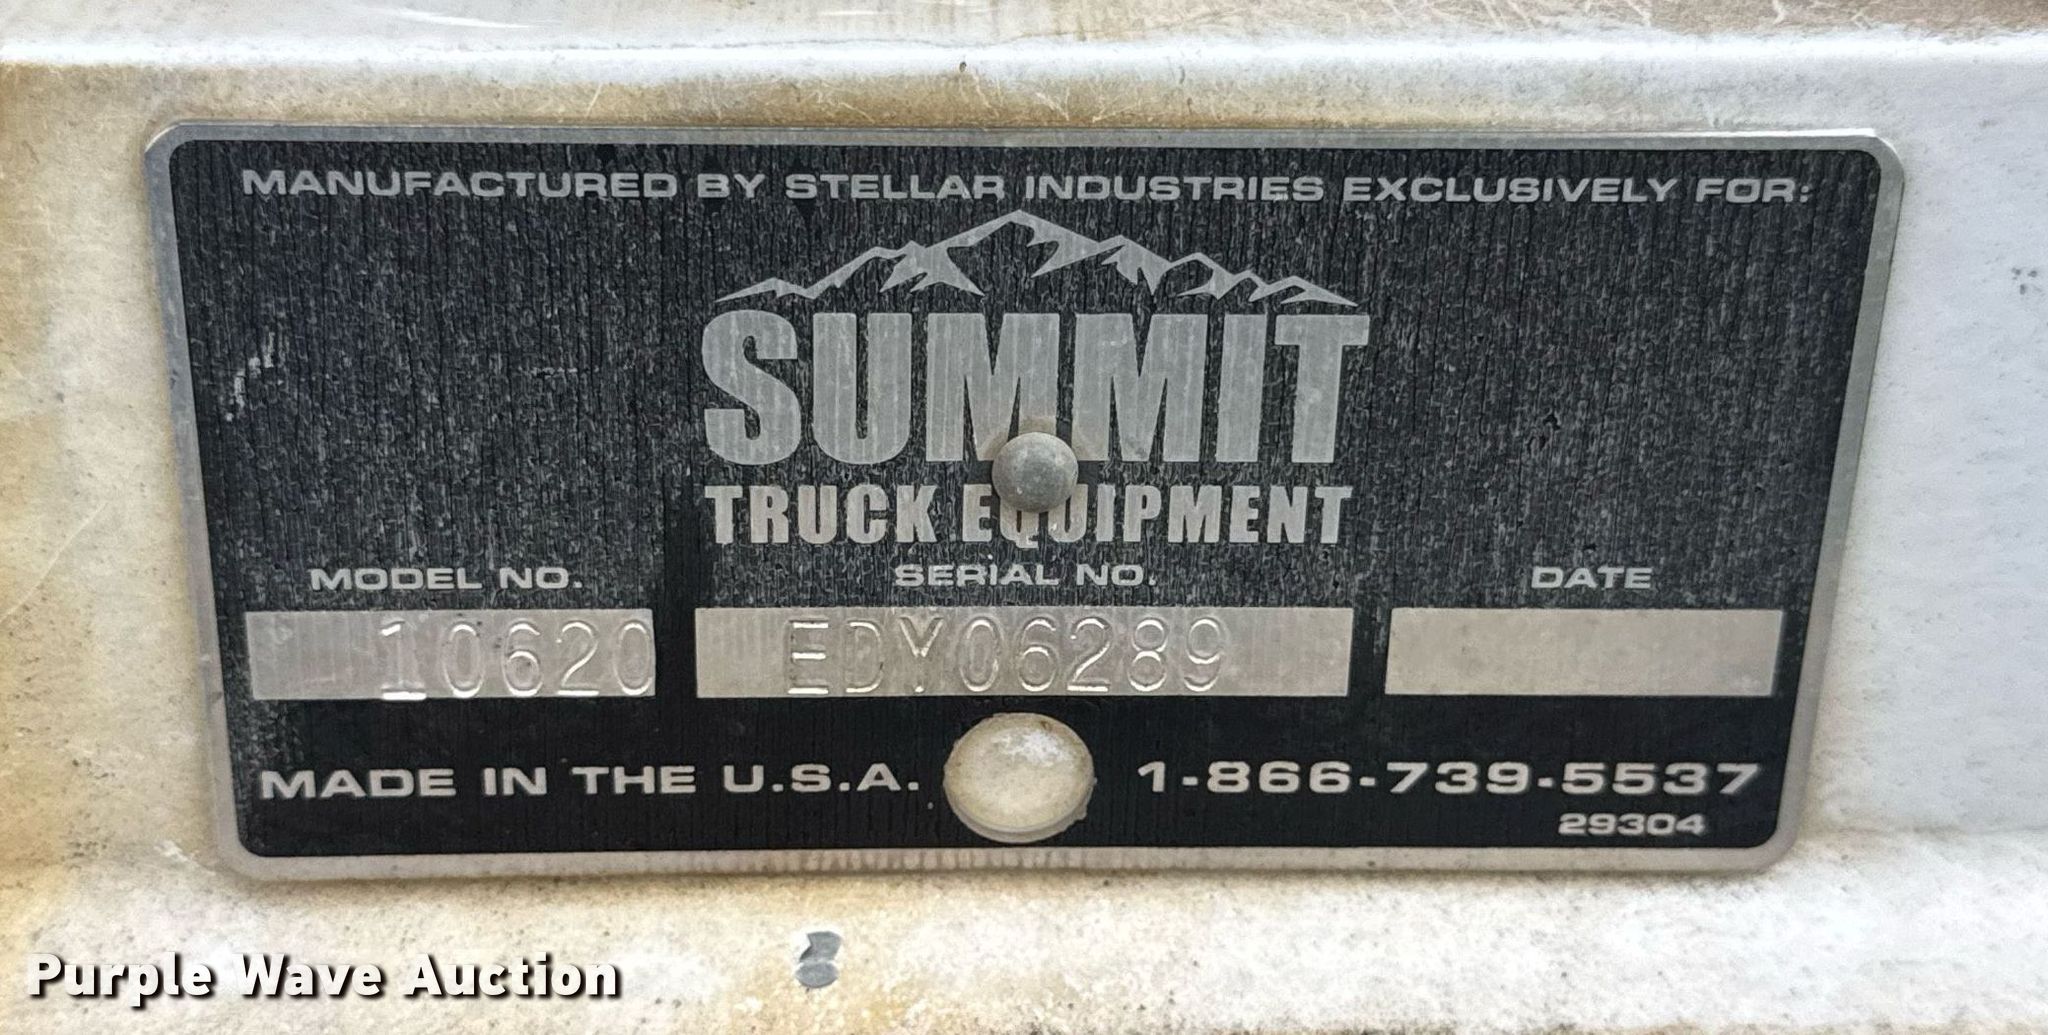 MANUFACTURED BY STELLAR INDUSTRIES EXCLUSIVELY FOR:
SUMMIT
TRUCK EQUIPMENT
MODEL NO. SERIAL NO. DATE
10620 EDY06289
MADE IN THE U.S.A. 1-866-739-5537
29304
Purple Wave Auction